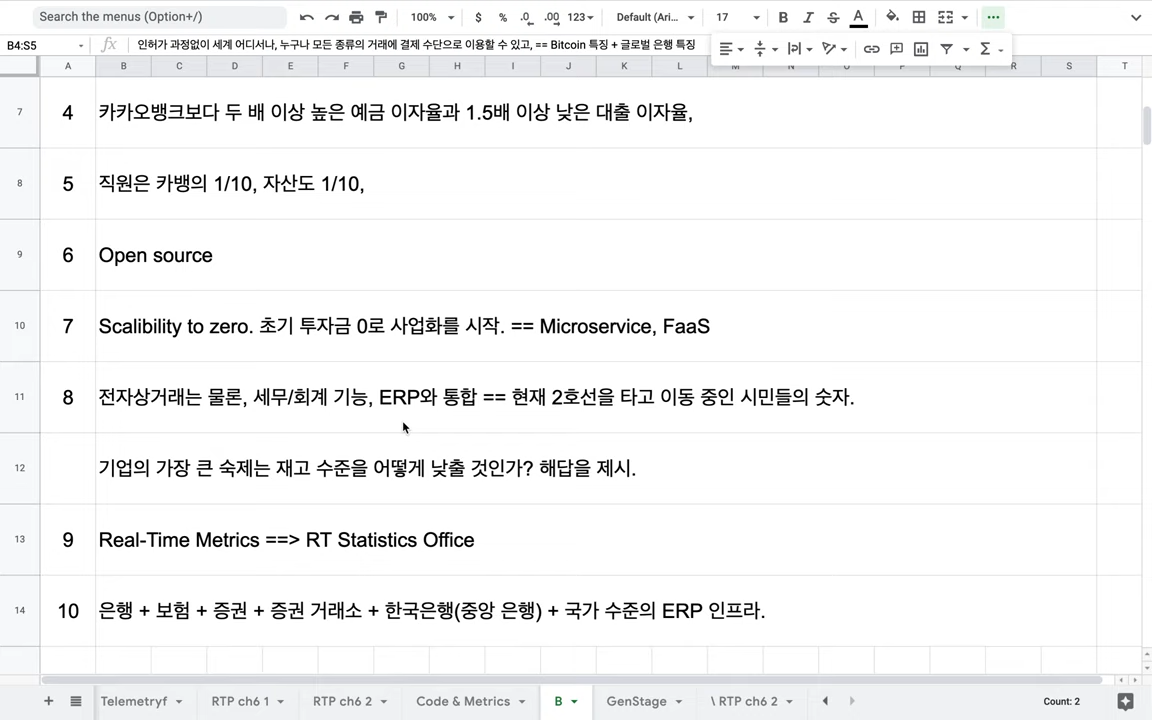 Search the menus (Option+/)
100%
$ % .0 .00 123
Default (Ari...
17
B I S A
B4:S5
fx
인허가 과정없이 세계 어디서나, 누구나 모든 종류의 거래에 결제 수단으로 이용할 수 있고, == Bitcoin 특징 + 글로벌 은행 특징
A B C D E F G H I J K L R S T
7 4 카카오뱅크보다 두 배 이상 높은 예금 이자율과 1.5배 이상 낮은 대출 이자율,
8 5 직원은 카뱅의 1/10, 자산도 1/10,
9 6 Open source
10 7 Scalibility to zero. 초기 투자금 0로 사업화를 시작. == Microservice, FaaS
11 8 전자상거래는 물론, 세무/회계 기능, ERP와 통합 == 현재 2호선을 타고 이동 중인 시민들의 숫자.
12 기업의 가장 큰 숙제는 재고 수준을 어떻게 낮출 것인가? 해답을 제시.
13 9 Real-Time Metrics ==> RT Statistics Office
14 10 은행 + 보험 + 증권 + 증권 거래소 + 한국은행(중앙 은행) + 국가 수준의 ERP 인프라.
Telemetryf RTP ch6 1 RTP ch6 2 Code & Metrics B GenStage \ RTP ch6 2
Count: 2